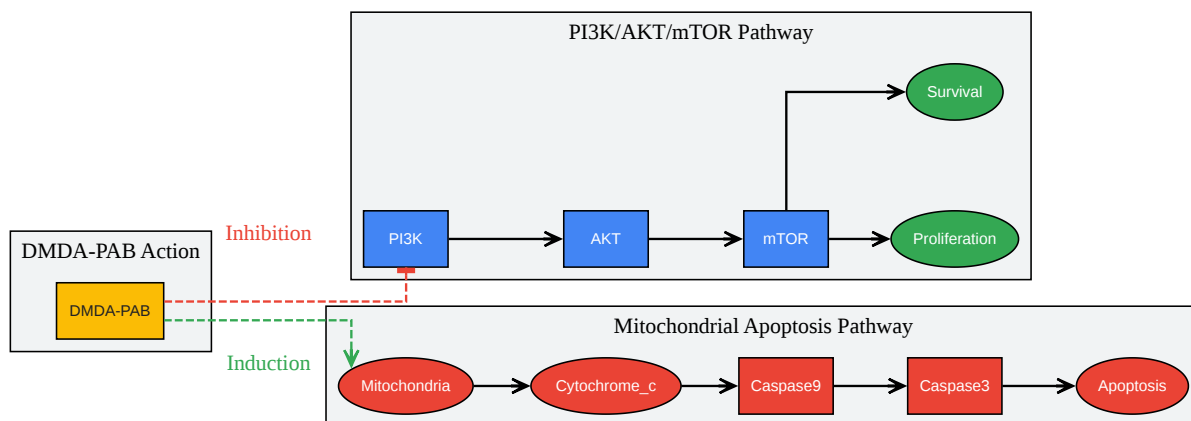 PI3K/AKT/mTOR Pathway
Survival
PI3K
AKT
mTOR
Proliferation
Inhibition
DMDA-PAB Action
DMDA-PAB
Induction
Mitochondrial Apoptosis Pathway
Mitochondria
Cytochrome_c
Caspase9
Caspase3
Apoptosis